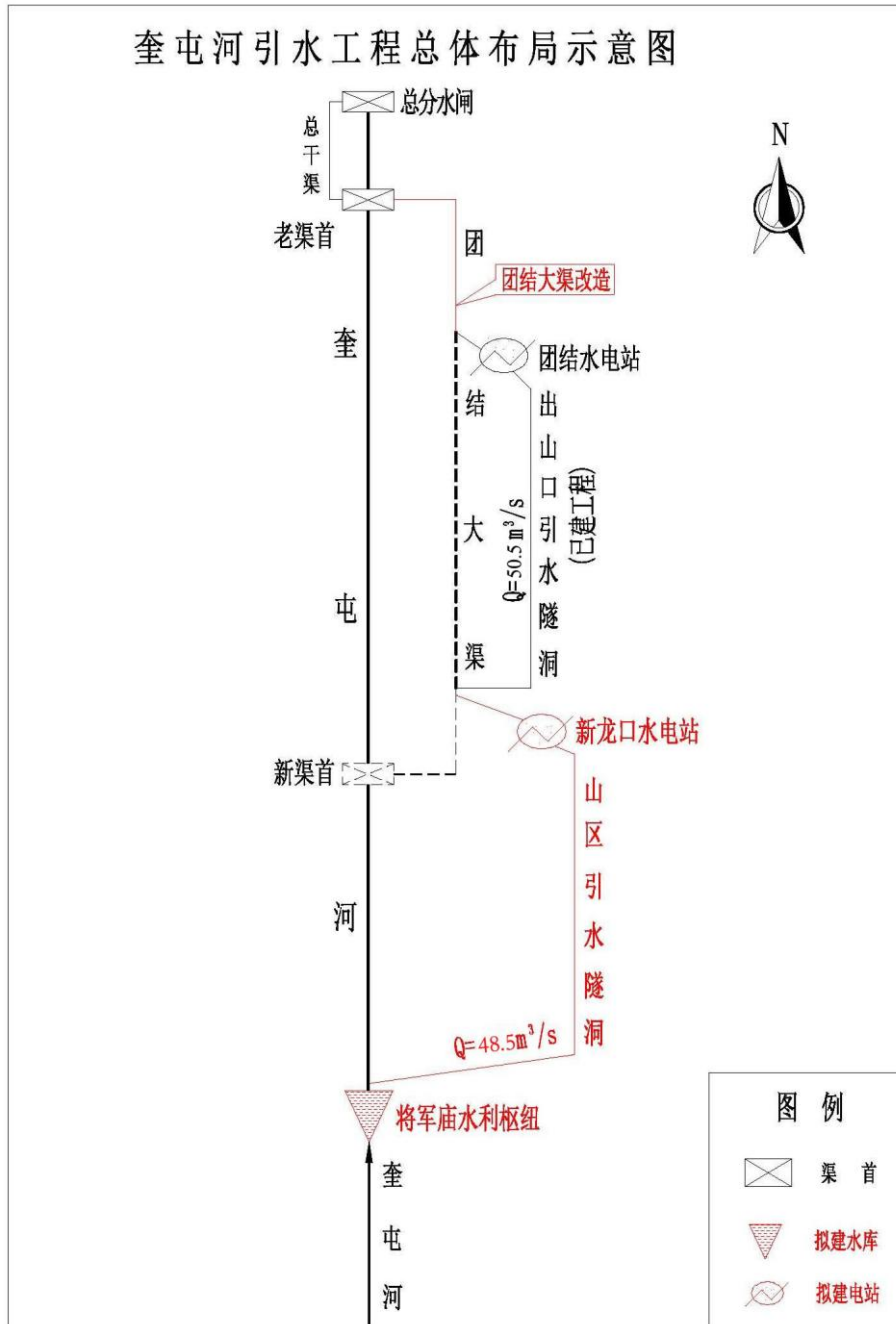 奎屯河引水工程总体布局示意图
总分水闸
N
总干渠
老渠首
团结大渠
团结大渠改造
团结水电站
奎屯河
出山口引水隧洞
(已建工程)
Q=50.5m³/s
新龙口水电站
新渠首
山区引水隧洞
Q=48.5m³/s
将军庙水利枢纽
奎屯河
图 例
渠 首
拟建水库
拟建电站